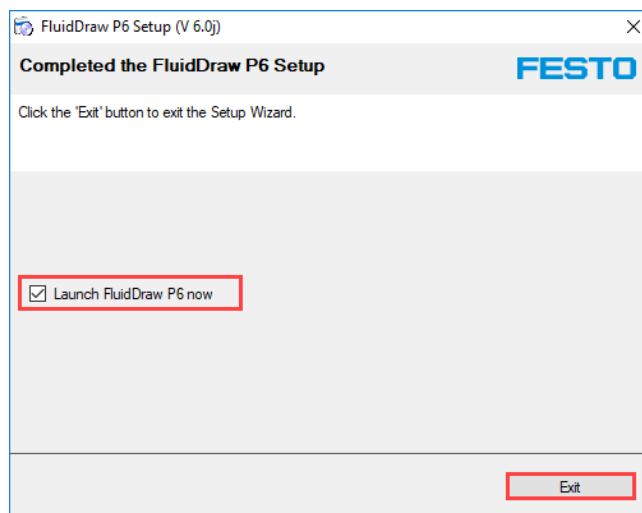 FluidDraw P6 Setup (V 6.0j)
Completed the FluidDraw P6 Setup
FESTO
Click the 'Exit' button to exit the Setup Wizard.
Launch FluidDraw P6 now
Exit